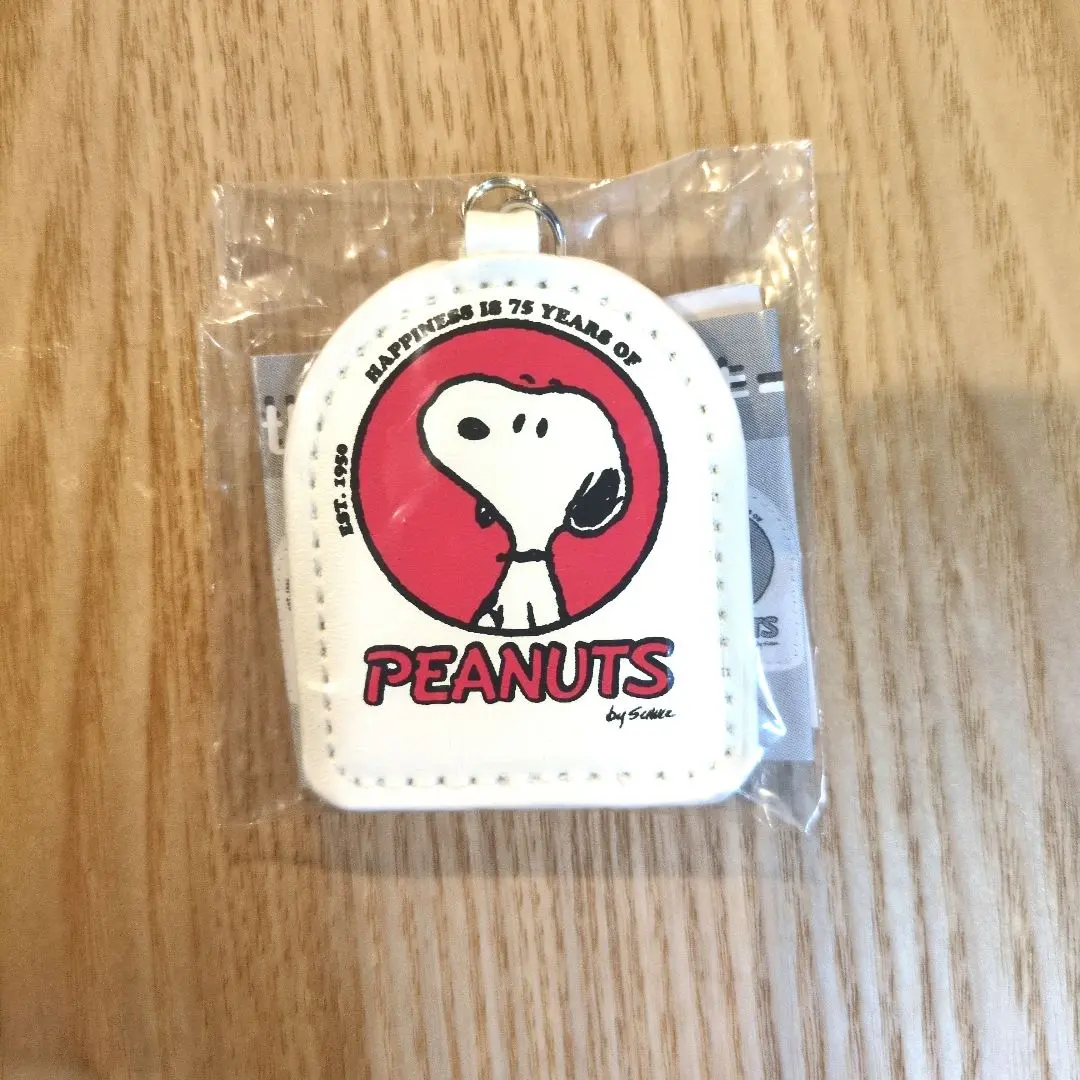 HAPPINESS IS 75 YEARS OF
EST. 1950
PEANUTS
by Schulz